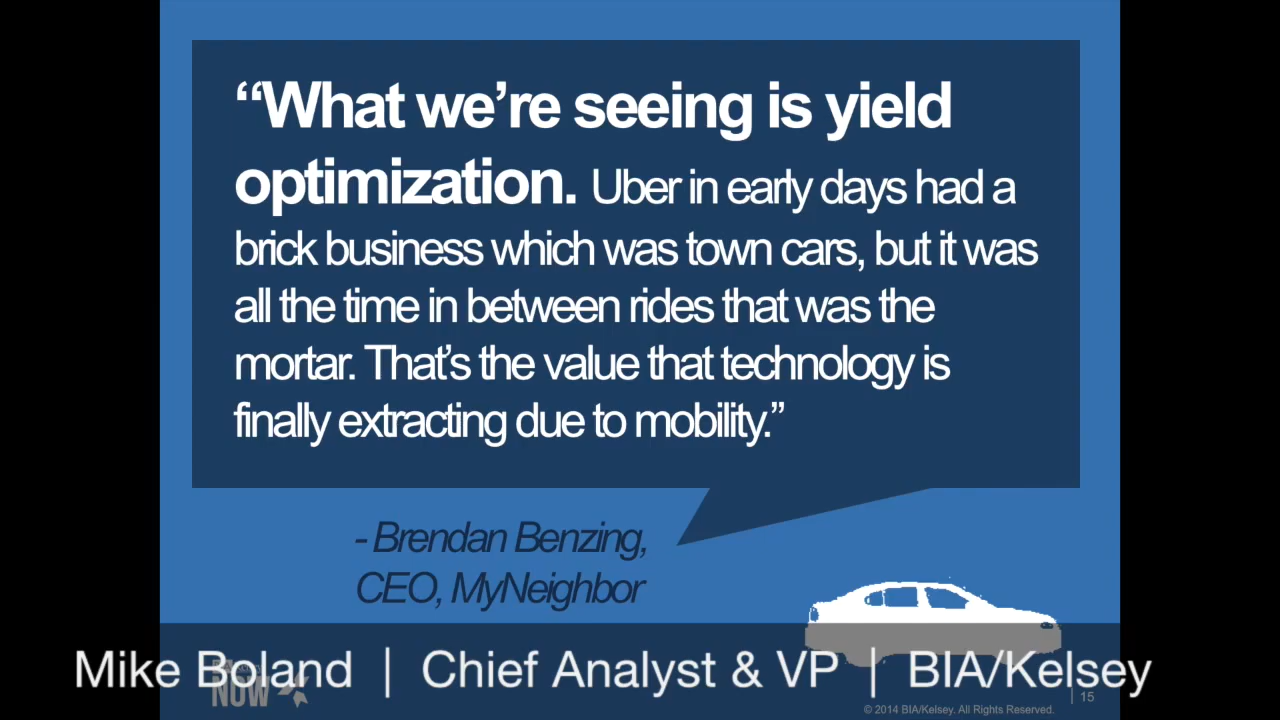 “What we’re seeing is yield
optimization. Uber in early days had a
brick business which was town cars, but it was
all the time in between rides that was the
mortar. That’s the value that technology is
finally extracting due to mobility.”
- Brendan Benzing,
CEO, MyNeighbor
Mike Boland | Chief Analyst & VP | BIA/Kelsey
NOW
15
© 2014 BIA/Kelsey. All Rights Reserved.